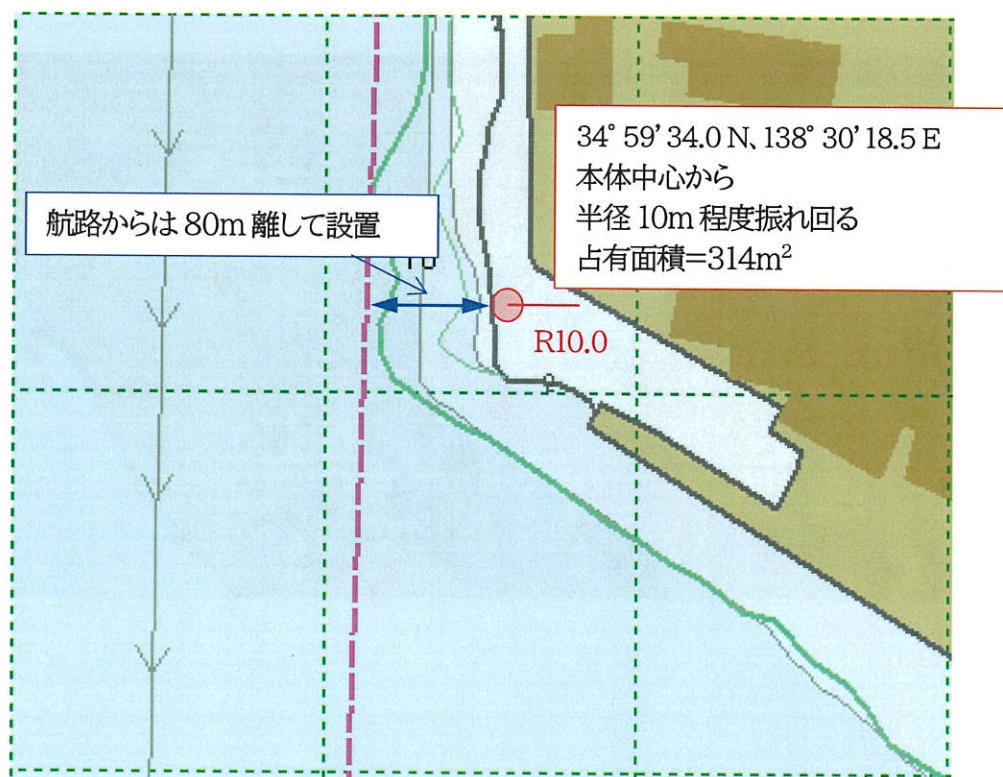 34° 59’ 34.0 N、138° 30’ 18.5 E
本体中心から
半径 10m 程度振れ回る
占有面積=314m²
航路からは 80m 離して設置
R10.0